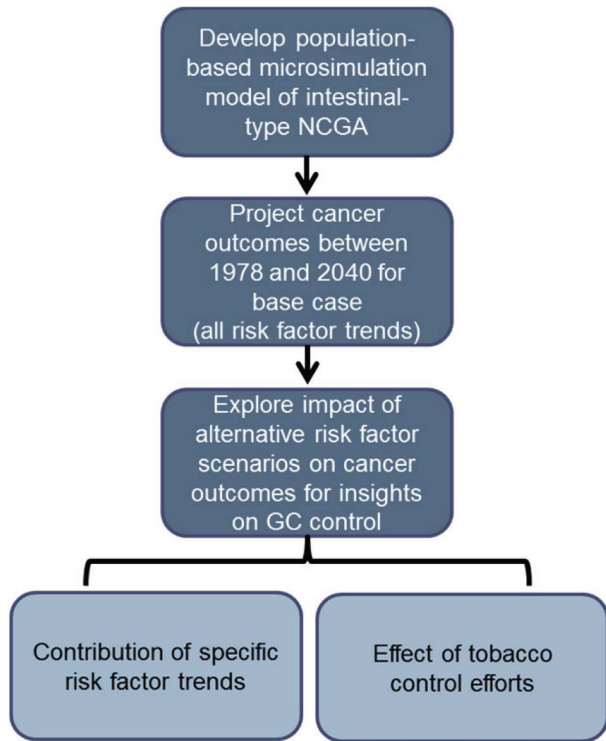 Develop population-
based microsimulation
model of intestinal-
type NCGA
Project cancer
outcomes between
1978 and 2040 for
base case
(all risk factor trends)
Explore impact of
alternative risk factor
scenarios on cancer
outcomes for insights
on GC control
Contribution of specific
risk factor trends
Effect of tobacco
control efforts